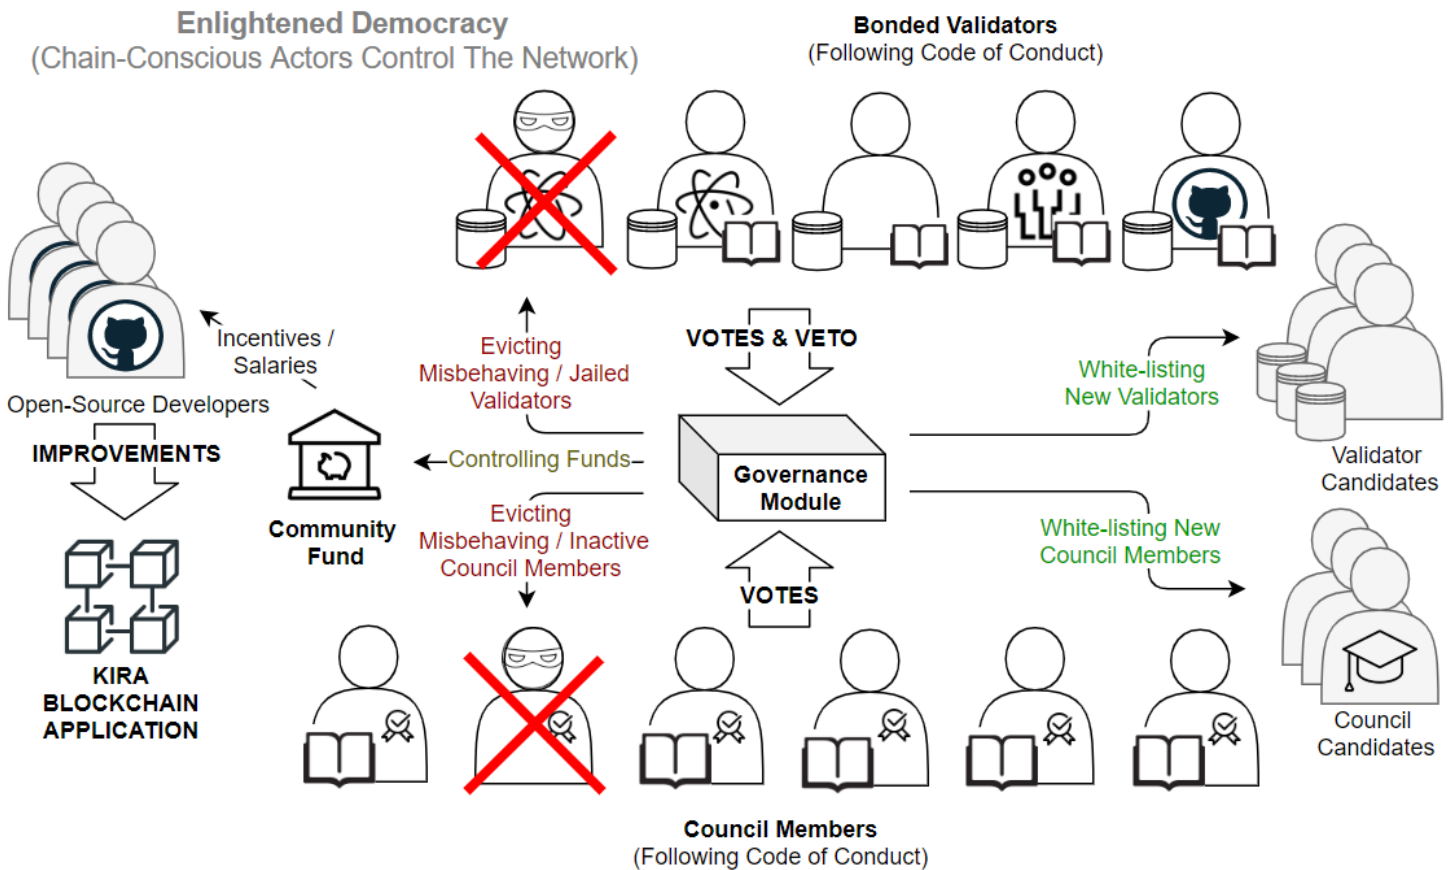 Enlightened Democracy
(Chain-Conscious Actors Control The Network)
Bonded Validators
(Following Code of Conduct)
Incentives /
Salaries
Open-Source Developers
IMPROVEMENTS
KIRA
BLOCKCHAIN
APPLICATION
Community
Fund
Evicting
Misbehaving / Jailed
Validators
Controlling Funds
Evicting
Misbehaving / Inactive
Council Members
VOTES & VETO
Governance
Module
VOTES
White-listing
New Validators
White-listing New
Council Members
Validator
Candidates
Council
Candidates
Council Members
(Following Code of Conduct)